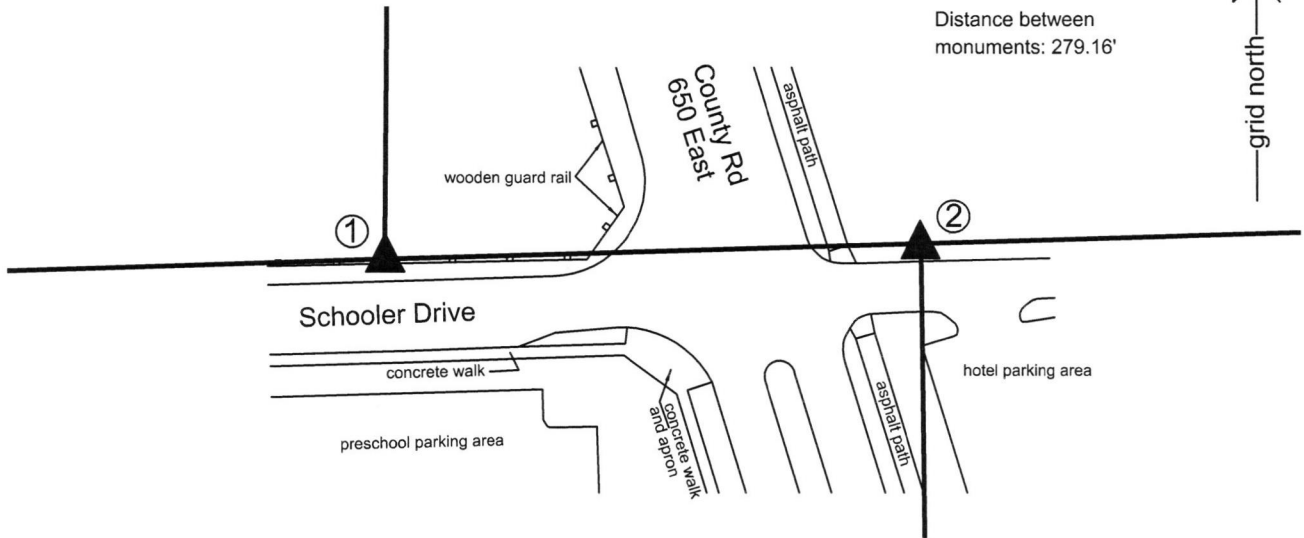 Distance between
monuments: 279.16'
grid north
County Rd
650 East
asphalt path
wooden guard rail
①
②
Schooler Drive
concrete walk
hotel parking area
preschool parking area
concrete walk
and apron
asphalt path